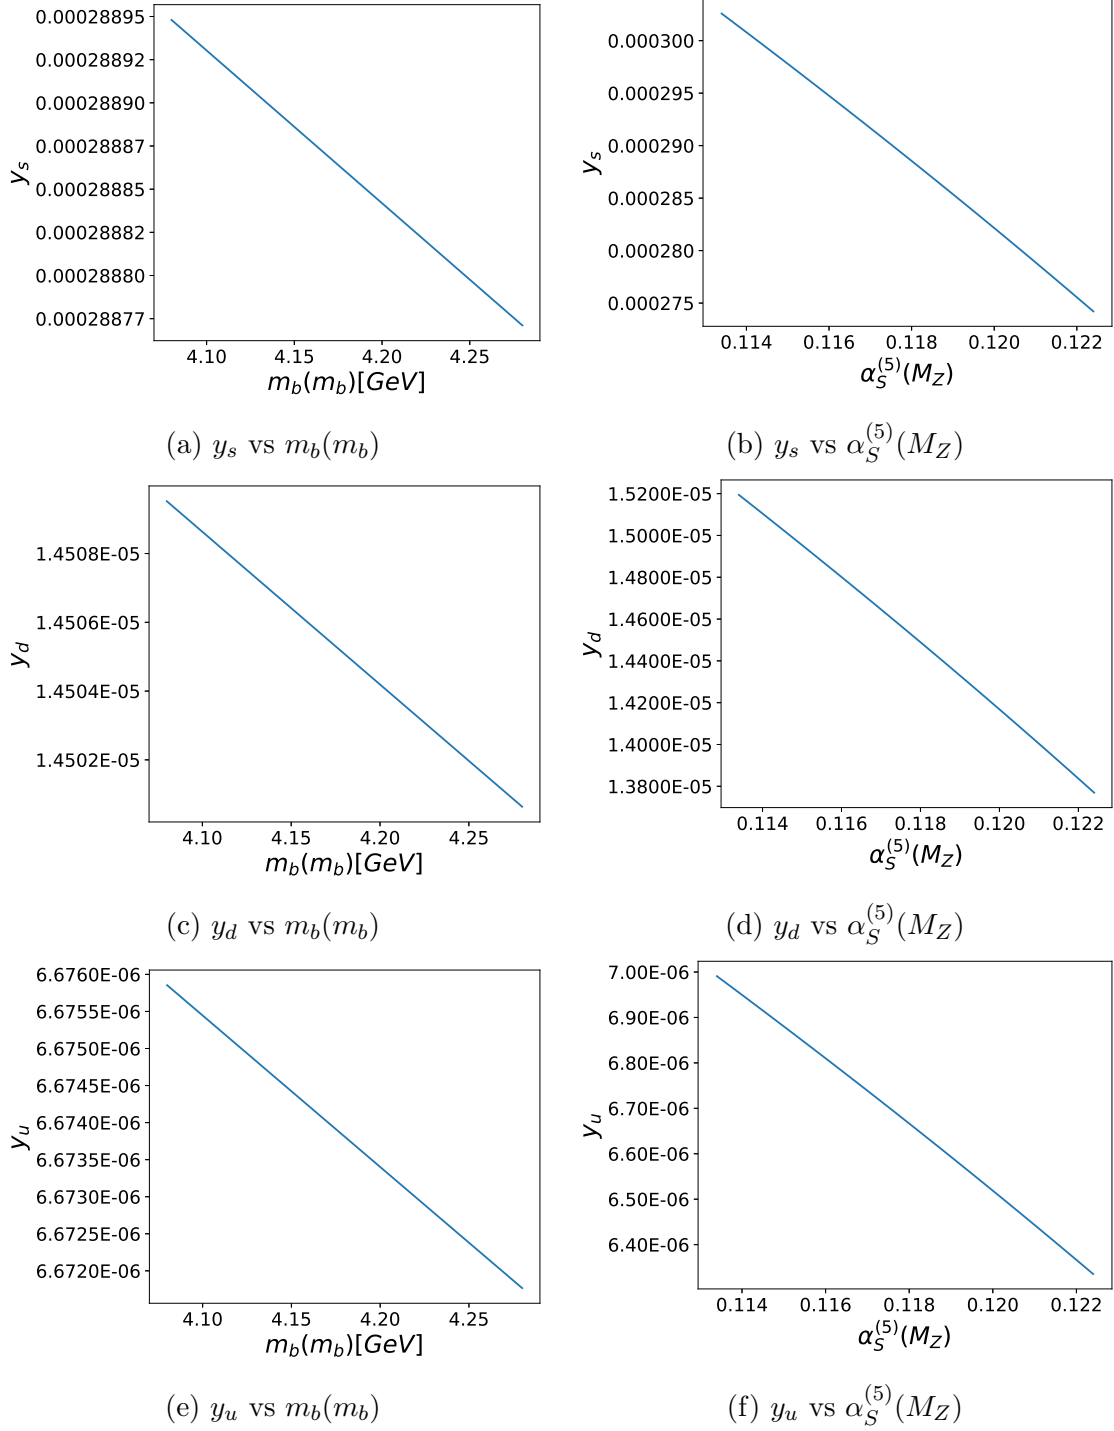 0.00028895
0.00028892
0.00028890
0.00028887
0.00028885
0.00028882
0.00028880
0.00028877
y_s
4.10 4.15 4.20 4.25
m_b(m_b)[GeV]
(a) y_s vs m_b(m_b)
0.000300
0.000295
0.000290
0.000285
0.000280
0.000275
y_s
0.114 0.116 0.118 0.120 0.122
α_S^(5)(M_Z)
(b) y_s vs α_S^(5)(M_Z)
1.4508E-05
1.4506E-05
1.4504E-05
1.4502E-05
y_d
4.10 4.15 4.20 4.25
m_b(m_b)[GeV]
(c) y_d vs m_b(m_b)
1.5200E-05
1.5000E-05
1.4800E-05
1.4600E-05
1.4400E-05
1.4200E-05
1.4000E-05
1.3800E-05
y_d
0.114 0.116 0.118 0.120 0.122
α_S^(5)(M_Z)
(d) y_d vs α_S^(5)(M_Z)
6.6760E-06
6.6755E-06
6.6750E-06
6.6745E-06
6.6740E-06
6.6735E-06
6.6730E-06
6.6725E-06
6.6720E-06
y_u
4.10 4.15 4.20 4.25
m_b(m_b)[GeV]
(e) y_u vs m_b(m_b)
7.00E-06
6.90E-06
6.80E-06
6.70E-06
6.60E-06
6.50E-06
6.40E-06
y_u
0.114 0.116 0.118 0.120 0.122
α_S^(5)(M_Z)
(f) y_u vs α_S^(5)(M_Z)